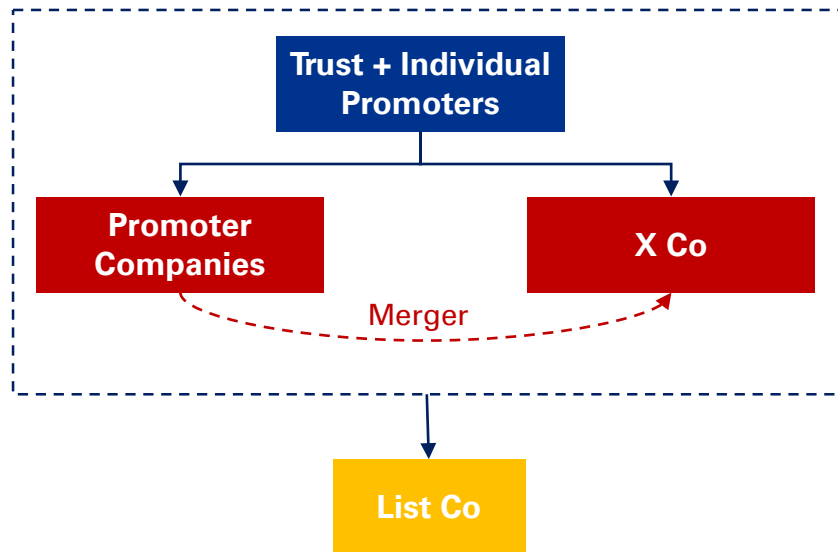 Trust + Individual
Promoters
Promoter
Companies
X Co
Merger
List Co